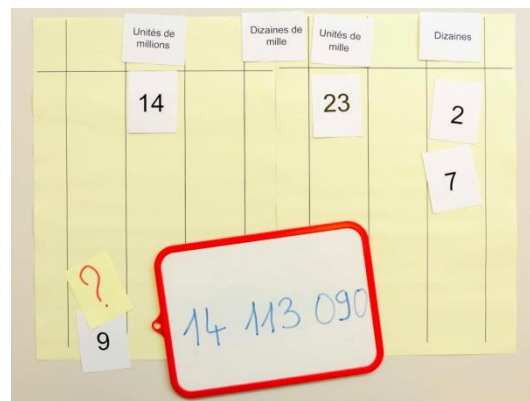 Unités de
millions
Dizaines de
mille
Unités de
mille
Dizaines
14
23
2
7
?
9
14 113 090